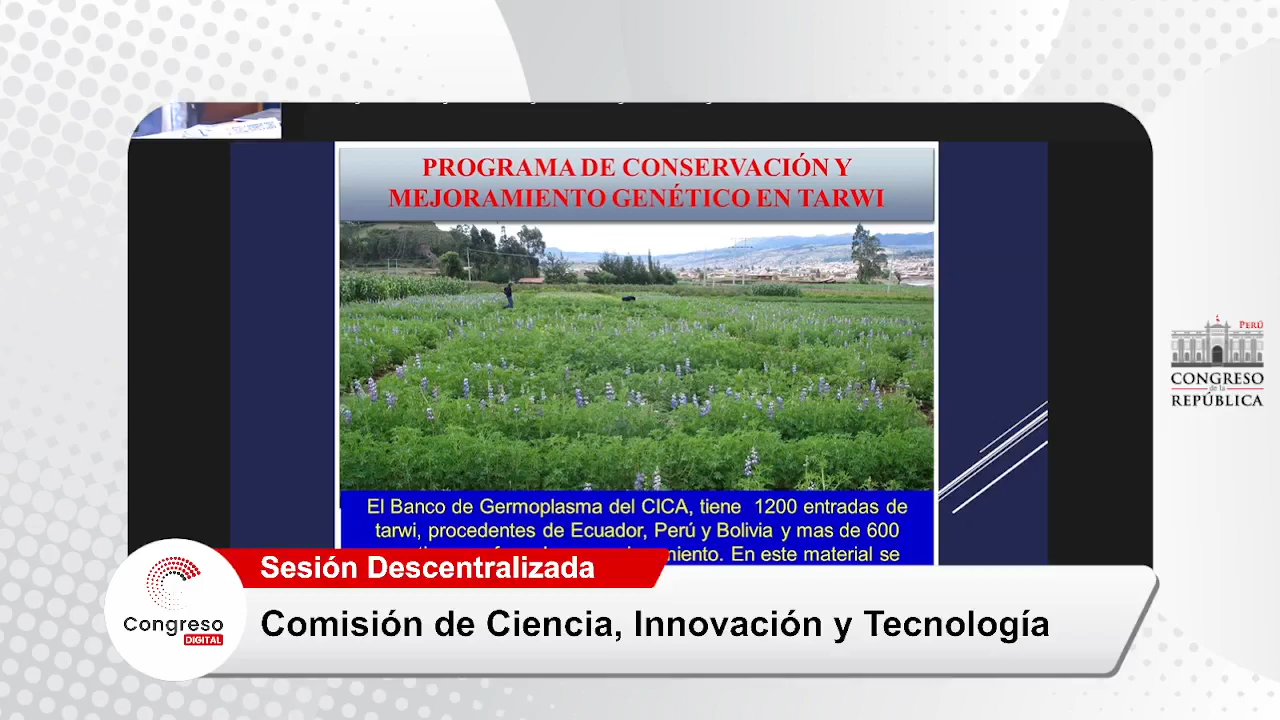 PROGRAMA DE CONSERVACIÓN Y
MEJORAMIENTO GENÉTICO EN TARWI
El Banco de Germoplasma del CICA, tiene 1200 entradas de
tarwi, procedentes de Ecuador, Perú y Bolivia y mas de 600
En este material se
Sesión Descentralizada
Comisión de Ciencia, Innovación y Tecnología
Congreso
DIGITAL
PERÚ
CONGRESO
de la
REPÚBLICA